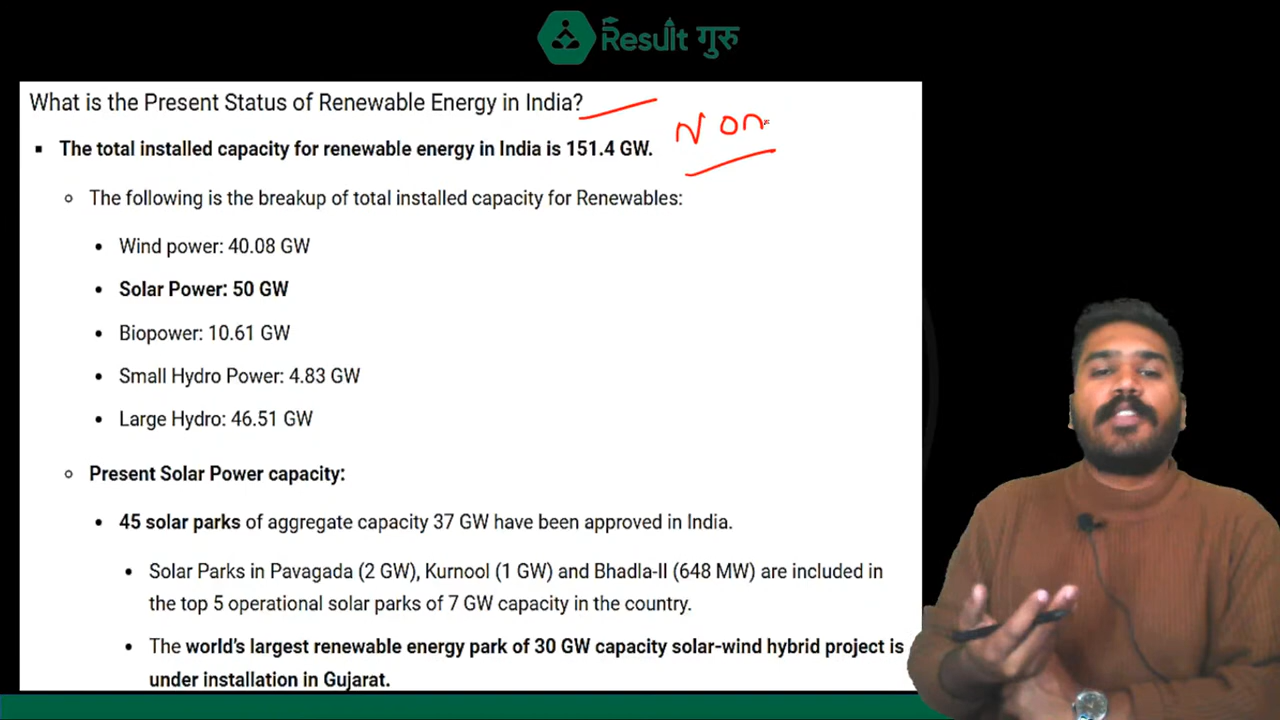 Result गुरु
What is the Present Status of Renewable Energy in India?
Non
▪ The total installed capacity for renewable energy in India is 151.4 GW.
○ The following is the breakup of total installed capacity for Renewables:
• Wind power: 40.08 GW
• Solar Power: 50 GW
• Biopower: 10.61 GW
• Small Hydro Power: 4.83 GW
• Large Hydro: 46.51 GW
○ Present Solar Power capacity:
• 45 solar parks of aggregate capacity 37 GW have been approved in India.
• Solar Parks in Pavagada (2 GW), Kurnool (1 GW) and Bhadla-II (648 MW) are included in
the top 5 operational solar parks of 7 GW capacity in the country.
• The world’s largest renewable energy park of 30 GW capacity solar-wind hybrid project is
under installation in Gujarat.